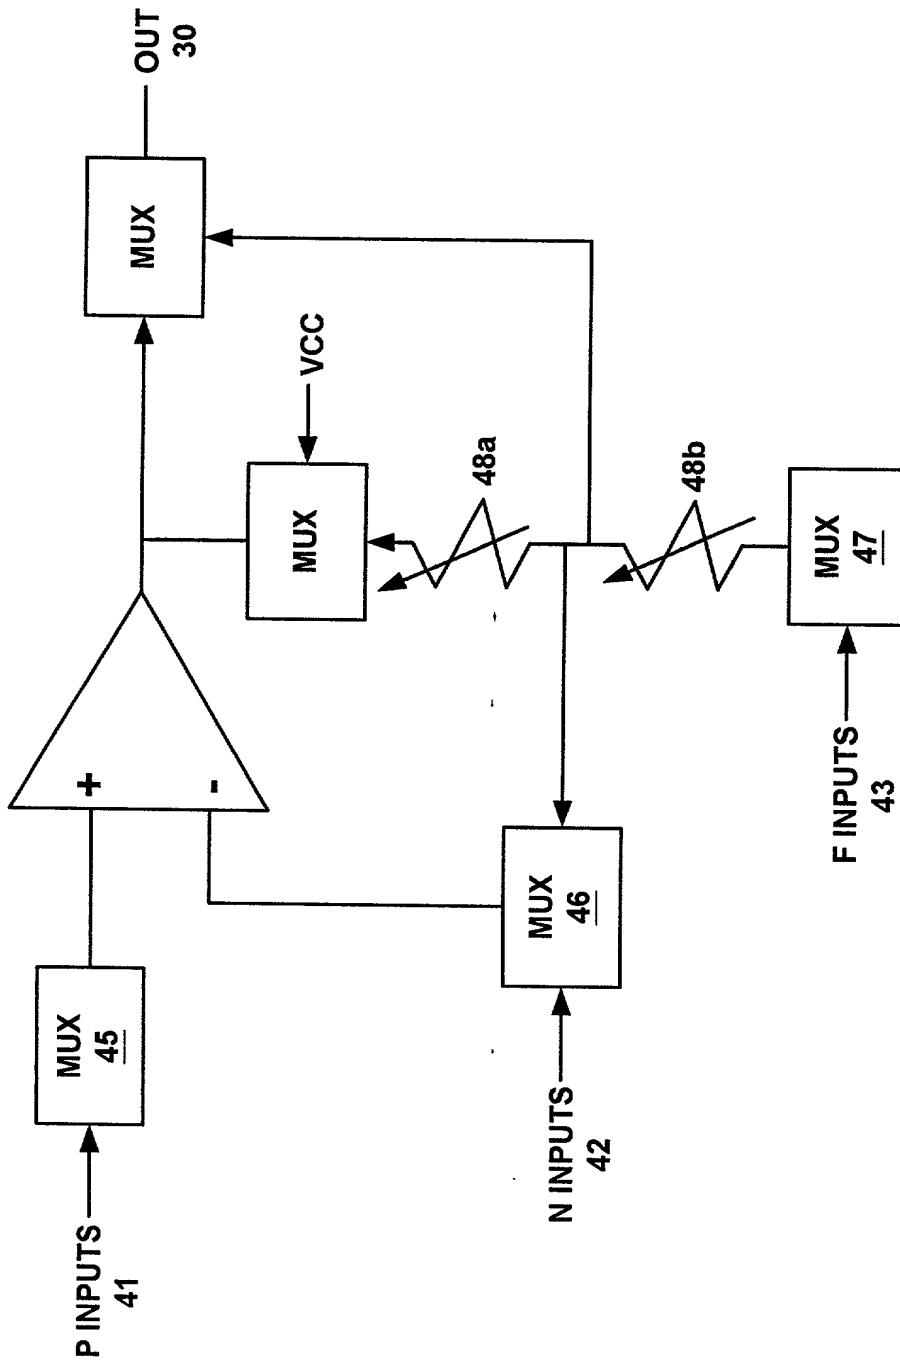 P INPUTS
41
MUX
45
+
-
MUX
OUT
30
VCC
MUX
48a
N INPUTS
42
MUX
46
48b
F INPUTS
43
MUX
47